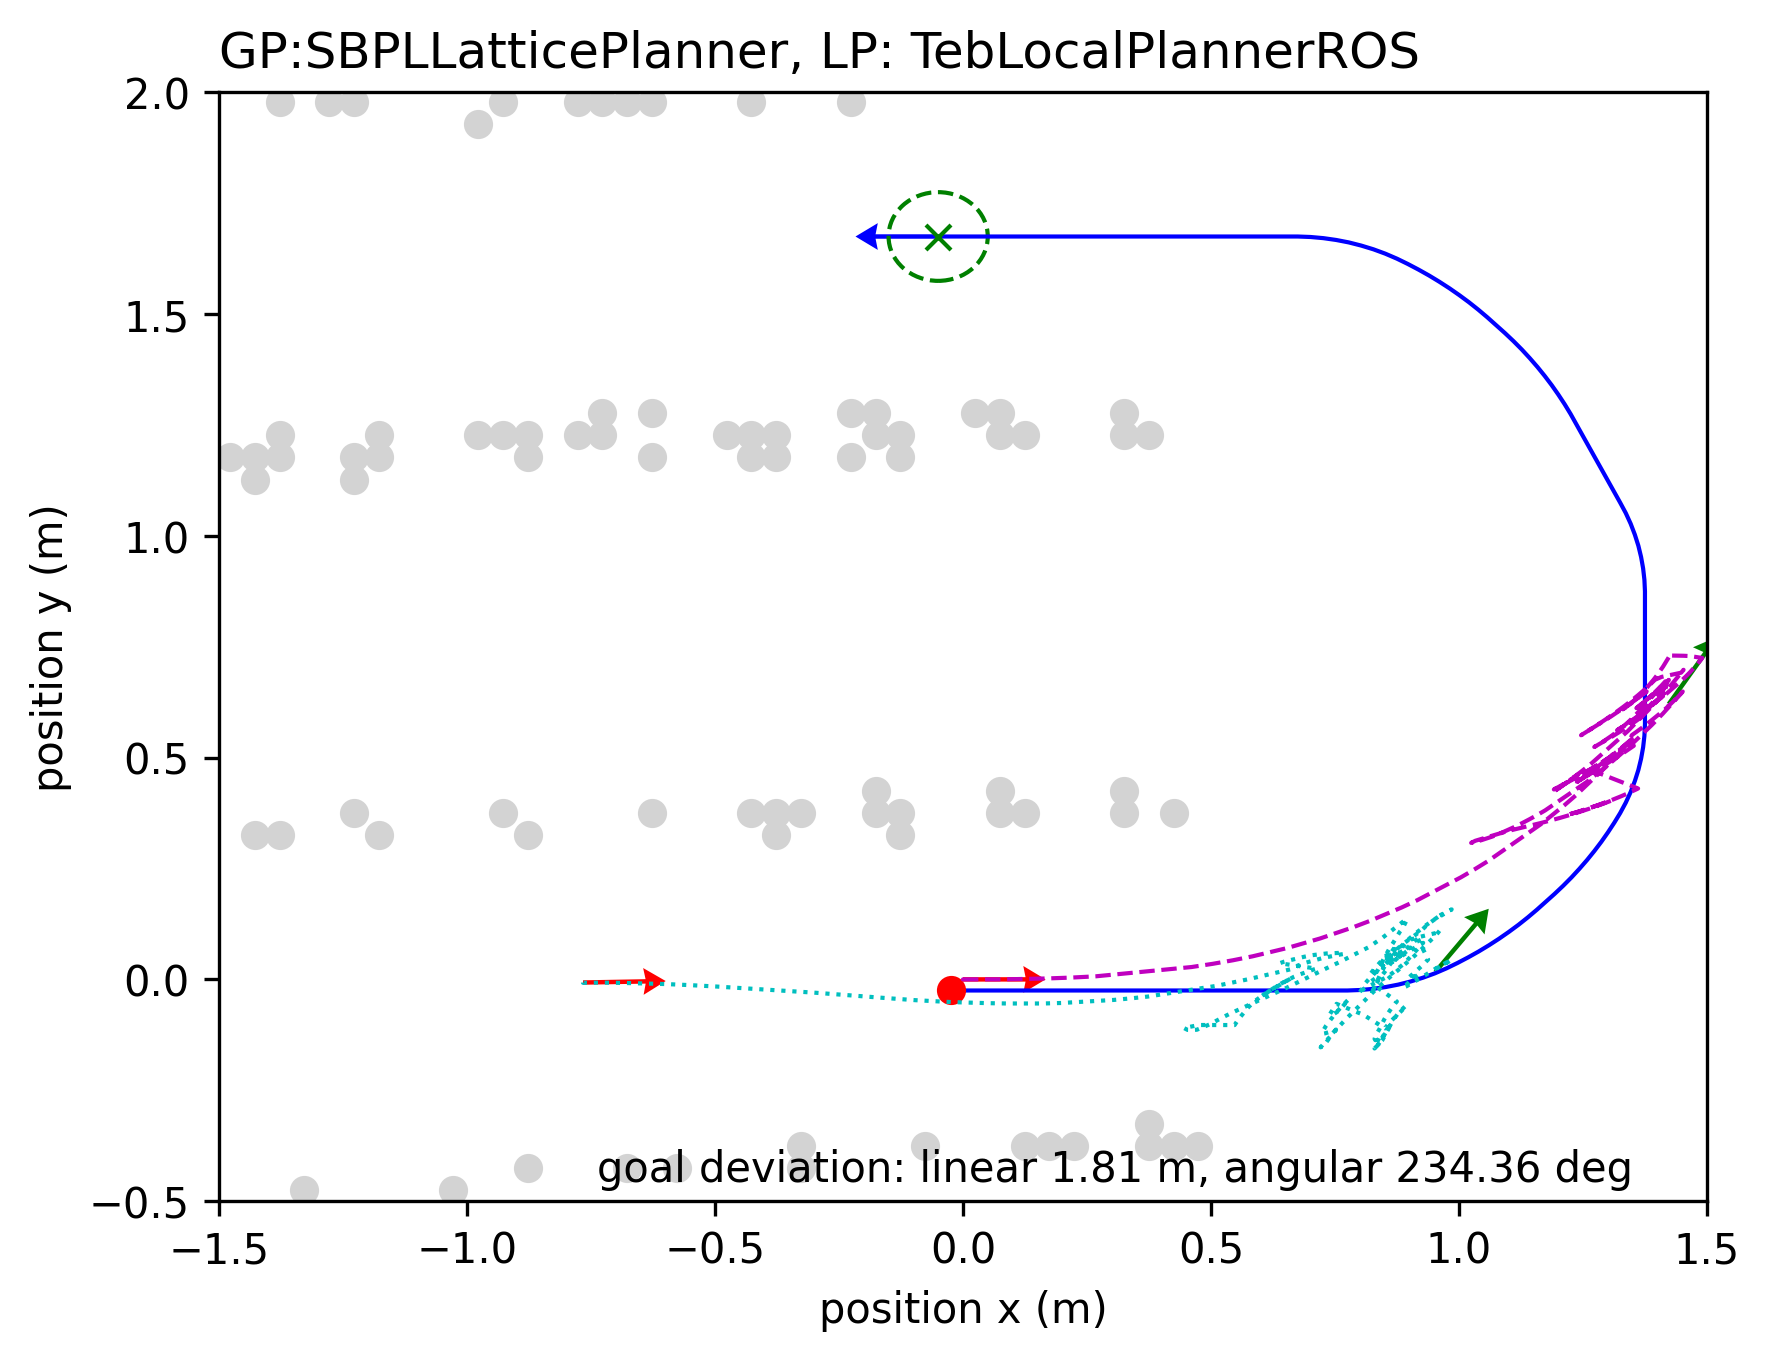 GP:SBPLLatticePlanner, LP: TebLocalPlannerROS
2.0
1.5
1.0
0.5
0.0
−0.5
position y (m)
goal deviation: linear 1.81 m, angular 234.36 deg
−1.5 −1.0 −0.5 0.0 0.5 1.0 1.5
position x (m)